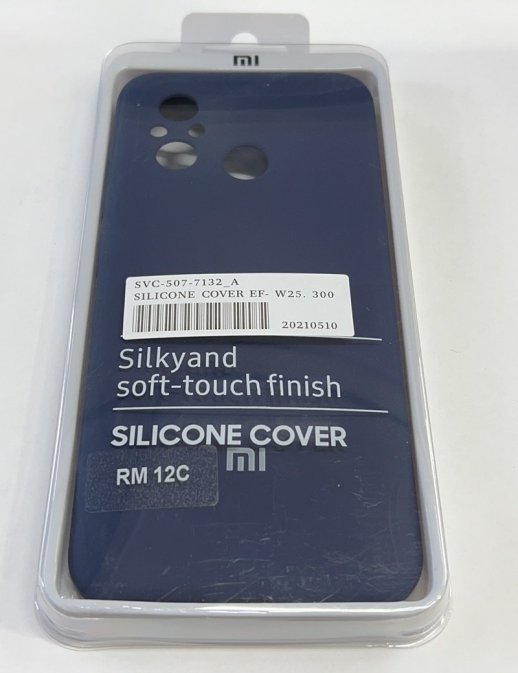 mi
SVC-507-7132_A
SILICONE COVER EF- W25. 300
20210510
Silkyand
soft-touch finish
SILICONE COVER
mi
RM 12C